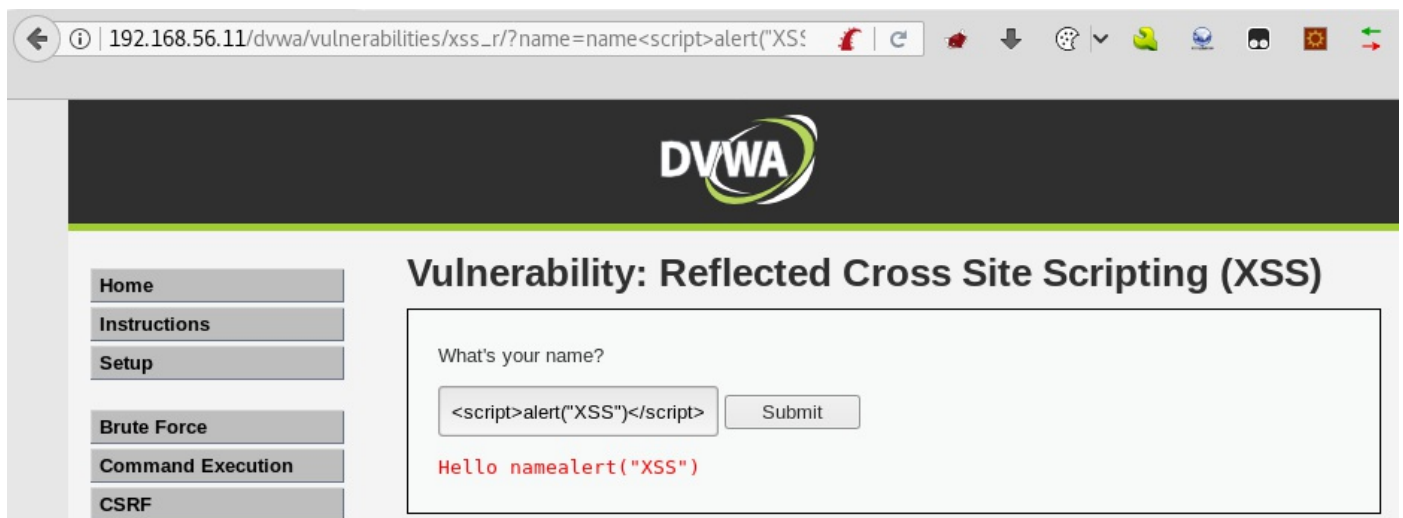 192.168.56.11/dvwa/vulnerabilities/xss_r/?name=name<script>alert("XSS
DVWA
Home
Instructions
Setup
Brute Force
Command Execution
CSRF
Vulnerability: Reflected Cross Site Scripting (XSS)
What's your name?
<script>alert("XSS")</script>
Submit
Hello namealert("XSS")